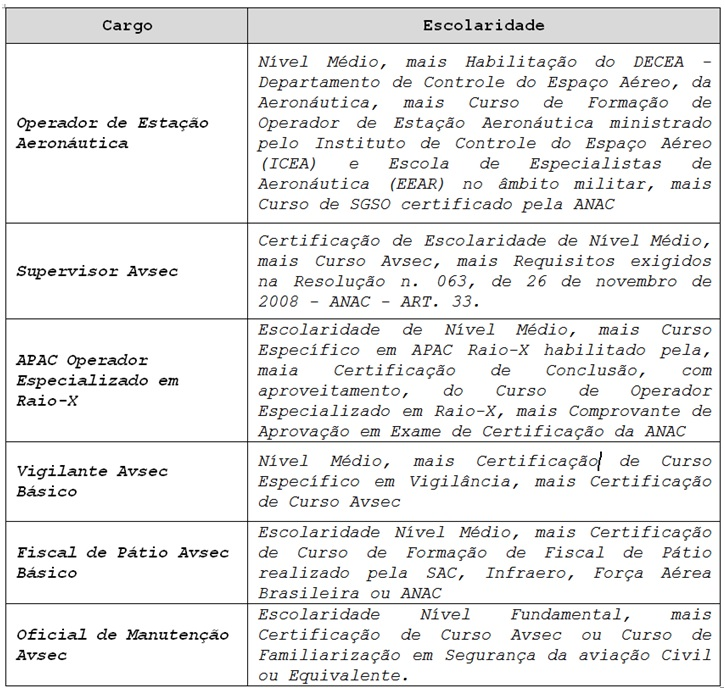 Cargo
Escolaridade
Operador de Estação
Aeronáutica
Nível Médio, mais Habilitação do DECEA -
Departamento de Controle do Espaço Aéreo, da
Aeronáutica, mais Curso de Formação de
Operador de Estação Aeronáutica ministrado
pelo Instituto de Controle do Espaço Aéreo
(ICEA) e Escola de Especialistas de
Aeronáutica (EEAR) no âmbito militar, mais
Curso de SGSO certificado pela ANAC
Supervisor Avsec
Certificação de Escolaridade de Nível Médio,
mais Curso Avsec, mais Requisitos exigidos
na Resolução n. 063, de 26 de novembro de
2008 - ANAC - ART. 33.
APAC Operador
Especializado em
Raio-X
Escolaridade de Nível Médio, mais Curso
Específico em APAC Raio-X habilitado pela,
maia Certificação de Conclusão, com
aproveitamento, do Curso de Operador
Especializado em Raio-X, mais Comprovante de
Aprovação em Exame de Certificação da ANAC
Vigilante Avsec
Básico
Nível Médio, mais Certificação de Curso
Específico em Vigilância, mais Certificação
de Curso Avsec
Fiscal de Pátio Avsec
Básico
Escolaridade Nível Médio, mais Certificação
de Curso de Formação de Fiscal de Pátio
realizado pela SAC, Infraero, Força Aérea
Brasileira ou ANAC
Oficial de Manutenção
Avsec
Escolaridade Nível Fundamental, mais
Certificação de Curso Avsec ou Curso de
Familiarização em Segurança da aviação Civil
ou Equivalente.